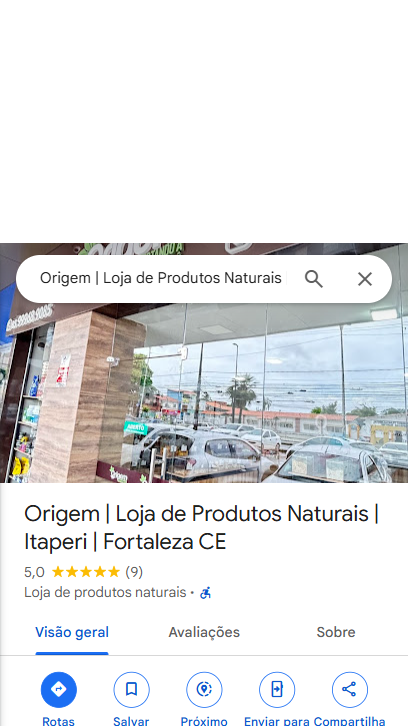 Origem | Loja de Produtos Naturais
ABERTO
Origem | Loja de Produtos Naturais |
Itaperi | Fortaleza CE
5,0 ★★★★★ (9)
Loja de produtos naturais ·
Visão geral Avaliações Sobre
Rotas Salvar Próximo Enviar para Compartilha